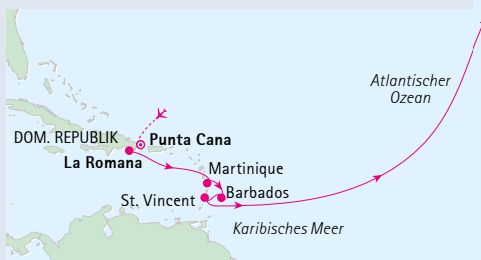 Atlantischer
Ozean
DOM. REPUBLIK
Punta Cana
La Romana
Martinique
St. Vincent
Barbados
Karibisches Meer